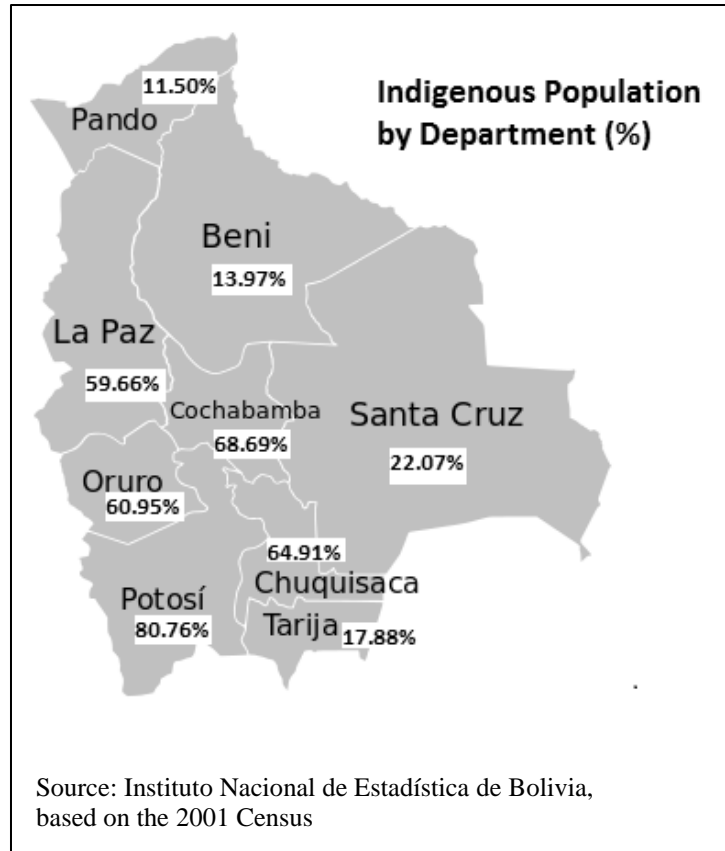 Indigenous Population
by Department (%)
11.50%
Pando
Beni
13.97%
La Paz
59.66%
Cochabamba
68.69%
Santa Cruz
22.07%
Oruro
60.95%
64.91%
Chuquisaca
Potosí
80.76%
Tarija
17.88%
Source: Instituto Nacional de Estadística de Bolivia,
based on the 2001 Census